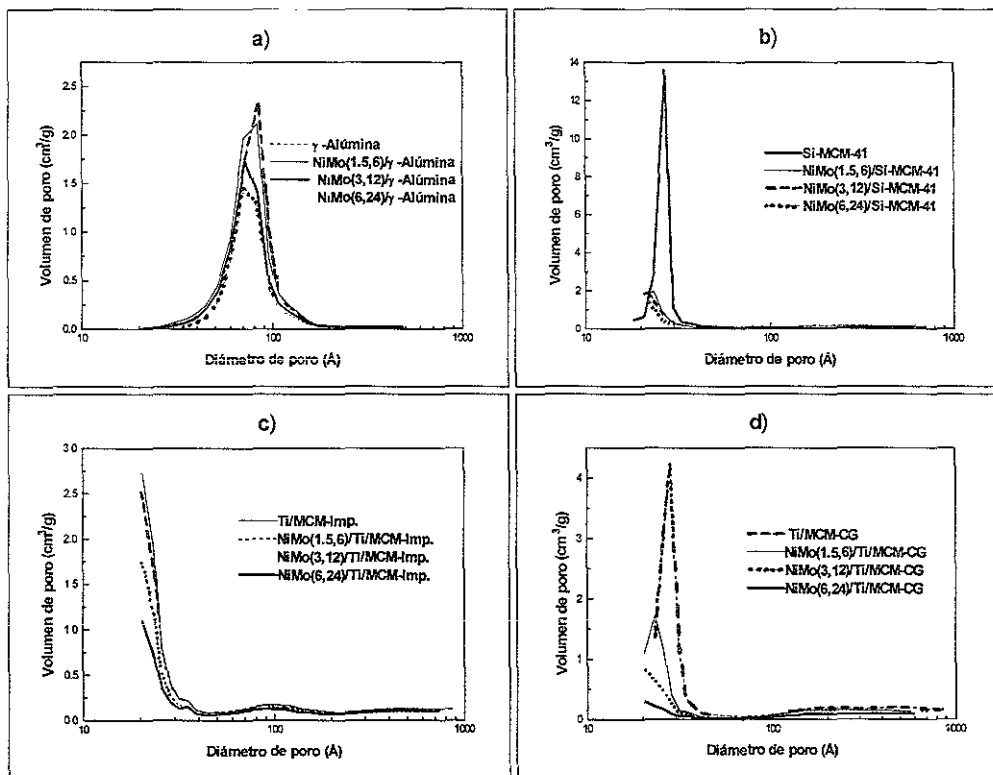 a)
2.5
2.0
1.5
1.0
0.5
0.0
10
100
1000
Volumen de poro (cm³/g)
Diámetro de poro (Å)
γ -Alúmina
NiMo(1.5,6)/γ -Alúmina
NiMo(3,12)/γ -Alúmina
NiMo(6,24)/γ -Alúmina
b)
14
12
10
8
6
4
2
0
10
100
1000
Volumen de poro (cm³/g)
Diámetro de poro (Å)
Si-MCM-41
NiMo(1.5,6)/Si-MCM-41
NiMo(3,12)/Si-MCM-41
NiMo(6,24)/Si-MCM-41
c)
3.0
2.5
2.0
1.5
1.0
0.5
0.0
10
100
1000
Volumen de poro (cm³/g)
Diámetro de poro (Å)
Ti/MCM-Imp.
NiMo(1.5,6)/Ti/MCM-Imp.
NiMo(3,12)/Ti/MCM-Imp.
NiMo(6,24)/Ti/MCM-Imp.
d)
4
3
2
1
0
10
100
1000
Volumen de poro (cm³/g)
Diámetro de poro (Å)
Ti/MCM-CG
NiMo(1.5,6)/Ti/MCM-CG
NiMo(3,12)/Ti/MCM-CG
NiMo(6,24)/Ti/MCM-CG